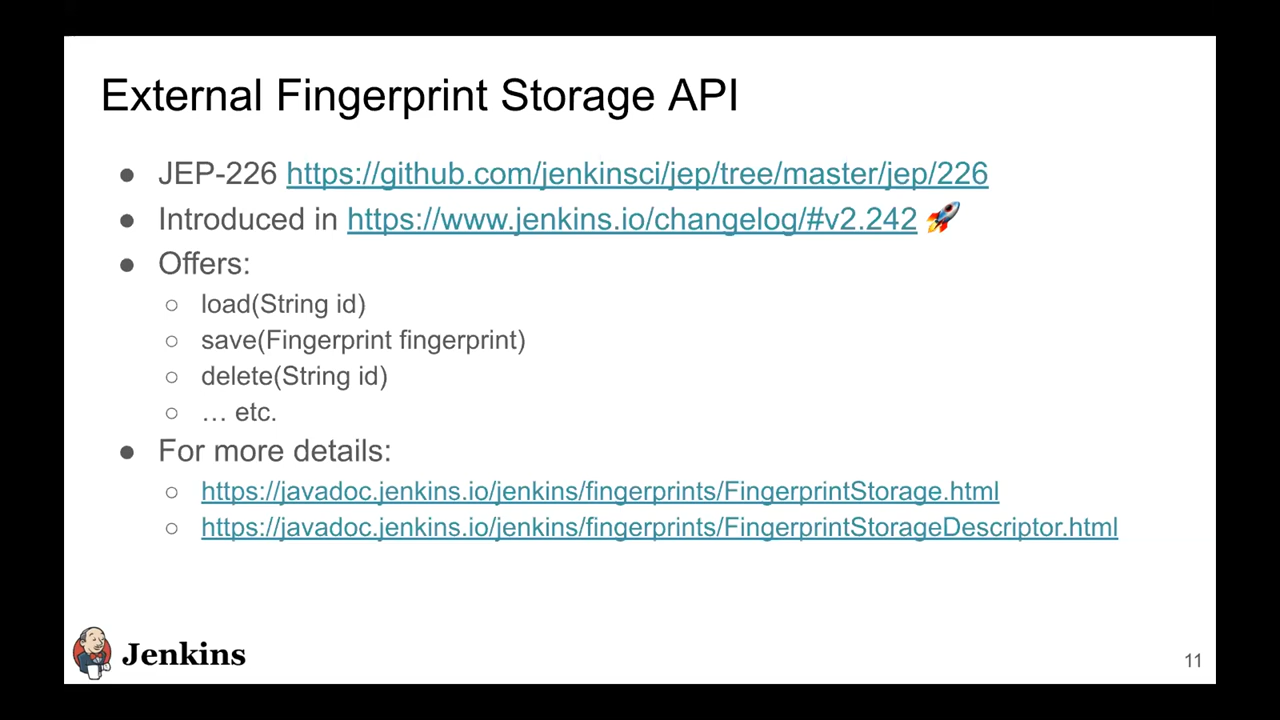 External Fingerprint Storage API
● JEP-226 https://github.com/jenkinsci/jep/tree/master/jep/226
● Introduced in https://www.jenkins.io/changelog/#v2.242 🚀
● Offers:
○ load(String id)
○ save(Fingerprint fingerprint)
○ delete(String id)
○ … etc.
● For more details:
○ https://javadoc.jenkins.io/jenkins/fingerprints/FingerprintStorage.html
○ https://javadoc.jenkins.io/jenkins/fingerprints/FingerprintStorageDescriptor.html
Jenkins
11